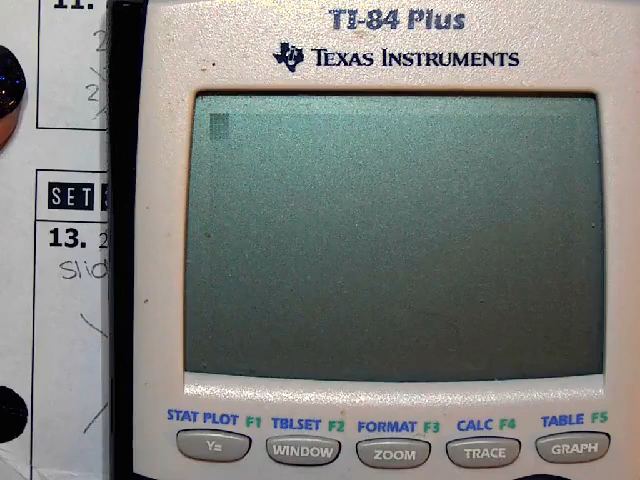 11.
TI-84 Plus
TEXAS INSTRUMENTS
SET
13. 2
slid
STAT PLOT F1 TBLSET F2 FORMAT F3 CALC F4 TABLE F5
Y= WINDOW ZOOM TRACE GRAPH